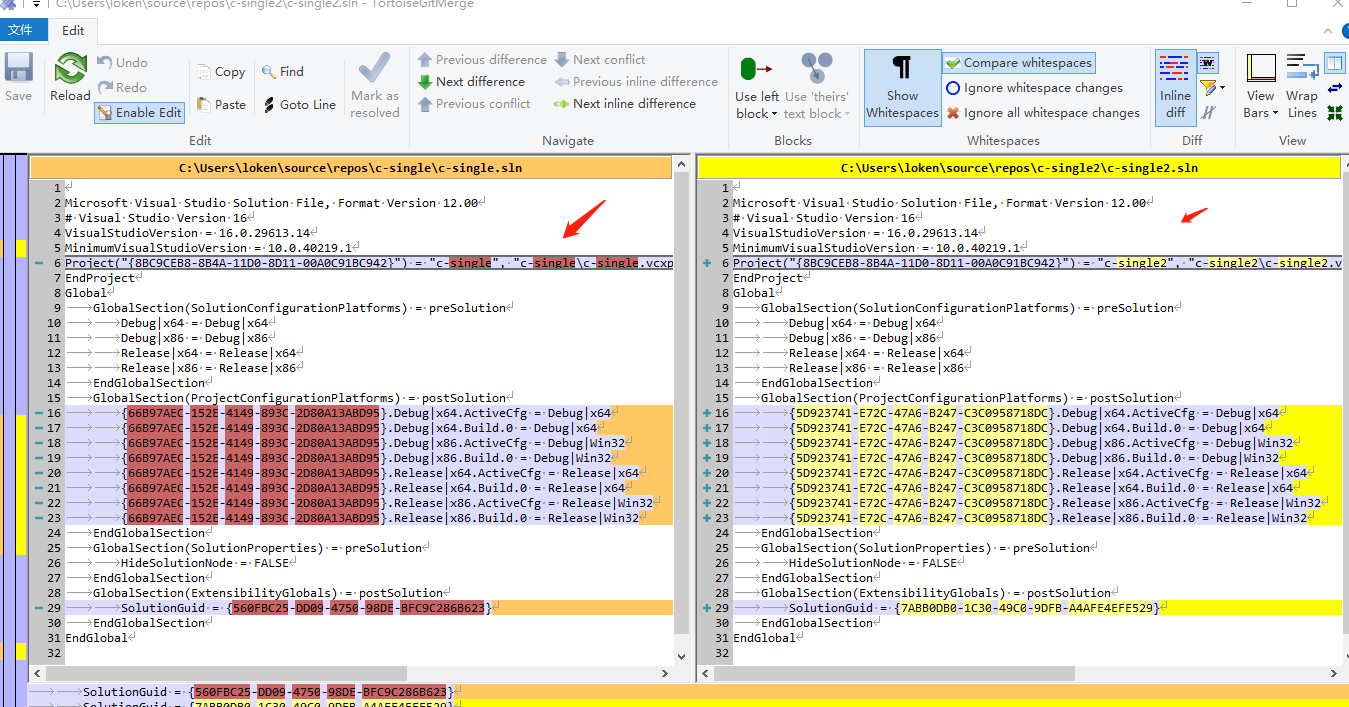 C:\Users\loken\source\repos\c-single2\c-single2.sln - TortoiseGitMerge
文件 Edit
Save
Reload
Undo
Redo
Enable Edit
Copy
Paste
Find
Goto Line
Mark as resolved
Edit
Previous difference
Next difference
Previous conflict
Next conflict
Previous inline difference
Next inline difference
Navigate
Use left block
Use 'theirs' text block
Blocks
Show Whitespaces
Compare whitespaces
Ignore whitespace changes
Ignore all whitespace changes
Whitespaces
Inline diff
Diff
View Bars
Wrap Lines
View
C:\Users\loken\source\repos\c-single\c-single.sln
1
2 Microsoft Visual Studio Solution File, Format Version 12.00
3 # Visual Studio Version 16
4 VisualStudioVersion = 16.0.29613.14
5 MinimumVisualStudioVersion = 10.0.40219.1
6 Project("{8BC9CEB8-8B4A-11D0-8D11-00A0C91BC942}") = "c-single", "c-single\c-single.vcxp
7 EndProject
8 Global
9 GlobalSection(SolutionConfigurationPlatforms) = preSolution
10 Debug|x64 = Debug|x64
11 Debug|x86 = Debug|x86
12 Release|x64 = Release|x64
13 Release|x86 = Release|x86
14 EndGlobalSection
15 GlobalSection(ProjectConfigurationPlatforms) = postSolution
16 {66B97AEC-152E-4149-893C-2D80A13ABD95}.Debug|x64.ActiveCfg = Debug|x64
17 {66B97AEC-152E-4149-893C-2D80A13ABD95}.Debug|x64.Build.0 = Debug|x64
18 {66B97AEC-152E-4149-893C-2D80A13ABD95}.Debug|x86.ActiveCfg = Debug|Win32
19 {66B97AEC-152E-4149-893C-2D80A13ABD95}.Debug|x86.Build.0 = Debug|Win32
20 {66B97AEC-152E-4149-893C-2D80A13ABD95}.Release|x64.ActiveCfg = Release|x64
21 {66B97AEC-152E-4149-893C-2D80A13ABD95}.Release|x64.Build.0 = Release|x64
22 {66B97AEC-152E-4149-893C-2D80A13ABD95}.Release|x86.ActiveCfg = Release|Win32
23 {66B97AEC-152E-4149-893C-2D80A13ABD95}.Release|x86.Build.0 = Release|Win32
24 EndGlobalSection
25 GlobalSection(SolutionProperties) = preSolution
26 HideSolutionNode = FALSE
27 EndGlobalSection
28 GlobalSection(ExtensibilityGlobals) = postSolution
29 SolutionGuid = {560FBC25-DD09-4750-98DE-BFC9C286B623}
30 EndGlobalSection
31 EndGlobal
32
C:\Users\loken\source\repos\c-single2\c-single2.sln
1
2 Microsoft Visual Studio Solution File, Format Version 12.00
3 # Visual Studio Version 16
4 VisualStudioVersion = 16.0.29613.14
5 MinimumVisualStudioVersion = 10.0.40219.1
6 Project("{8BC9CEB8-8B4A-11D0-8D11-00A0C91BC942}") = "c-single2", "c-single2\c-single2.v
7 EndProject
8 Global
9 GlobalSection(SolutionConfigurationPlatforms) = preSolution
10 Debug|x64 = Debug|x64
11 Debug|x86 = Debug|x86
12 Release|x64 = Release|x64
13 Release|x86 = Release|x86
14 EndGlobalSection
15 GlobalSection(ProjectConfigurationPlatforms) = postSolution
16 {5D923741-E72C-47A6-B247-C3C0958718DC}.Debug|x64.ActiveCfg = Debug|x64
17 {5D923741-E72C-47A6-B247-C3C0958718DC}.Debug|x64.Build.0 = Debug|x64
18 {5D923741-E72C-47A6-B247-C3C0958718DC}.Debug|x86.ActiveCfg = Debug|Win32
19 {5D923741-E72C-47A6-B247-C3C0958718DC}.Debug|x86.Build.0 = Debug|Win32
20 {5D923741-E72C-47A6-B247-C3C0958718DC}.Release|x64.ActiveCfg = Release|x64
21 {5D923741-E72C-47A6-B247-C3C0958718DC}.Release|x64.Build.0 = Release|x64
22 {5D923741-E72C-47A6-B247-C3C0958718DC}.Release|x86.ActiveCfg = Release|Win32
23 {5D923741-E72C-47A6-B247-C3C0958718DC}.Release|x86.Build.0 = Release|Win32
24 EndGlobalSection
25 GlobalSection(SolutionProperties) = preSolution
26 HideSolutionNode = FALSE
27 EndGlobalSection
28 GlobalSection(ExtensibilityGlobals) = postSolution
29 SolutionGuid = {7ABB0DB0-1C30-49C0-9DFB-A4AFE4EFE529}
30 EndGlobalSection
31 EndGlobal
32
SolutionGuid = {560FBC25-DD09-4750-98DE-BFC9C286B623}
SolutionGuid = {7ABB0DB0-1C30-49C0-9DFB-A4AFE4EFE529}